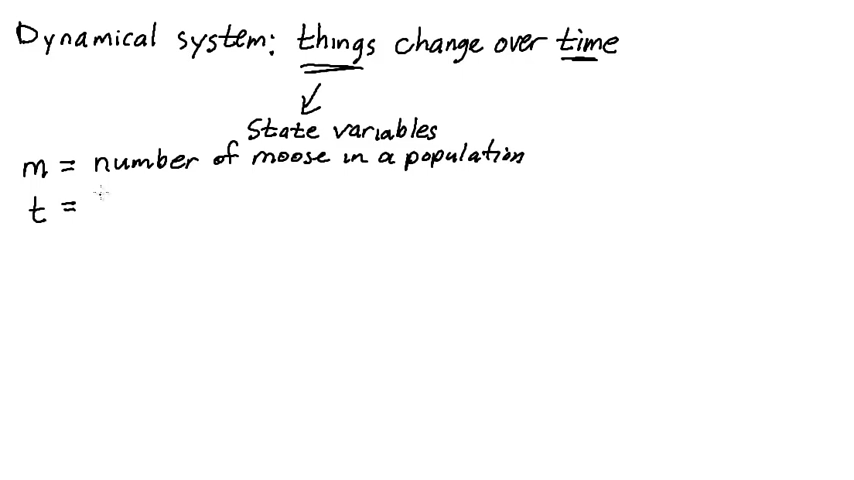 Dynamical system: things change over time
State variables
m = number of moose in a population
t =